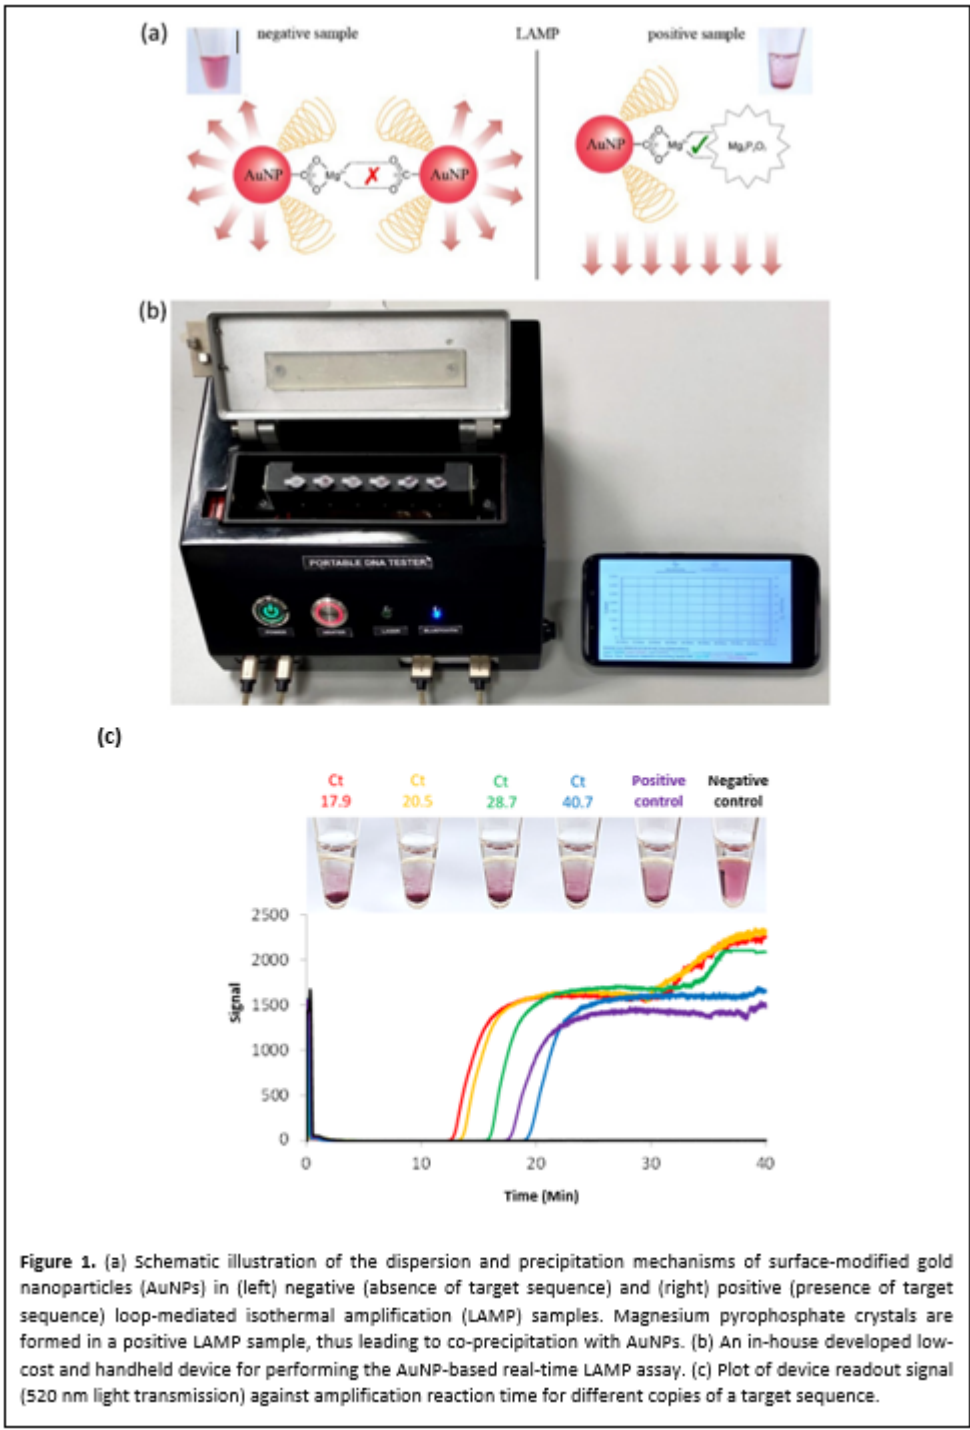 (a)
negative sample
LAMP
positive sample
AuNP
C
O
O
Mg
✗
O
O
C
AuNP
AuNP
C
O
O
Mg
✓
Mg₂P₂O₇
(b)
PORTABLE DNA TESTER
POWER
HEATER
LASER
BLUETOOTH
(c)
Ct
17.9
Ct
20.5
Ct
28.7
Ct
40.7
Positive
control
Negative
control
2500
2000
1500
1000
500
0
Signal
0
10
20
30
40
Time (Min)
Figure 1. (a) Schematic illustration of the dispersion and precipitation mechanisms of surface-modified gold
nanoparticles (AuNPs) in (left) negative (absence of target sequence) and (right) positive (presence of target
sequence) loop-mediated isothermal amplification (LAMP) samples. Magnesium pyrophosphate crystals are
formed in a positive LAMP sample, thus leading to co-precipitation with AuNPs. (b) An in-house developed low-
cost and handheld device for performing the AuNP-based real-time LAMP assay. (c) Plot of device readout signal
(520 nm light transmission) against amplification reaction time for different copies of a target sequence.